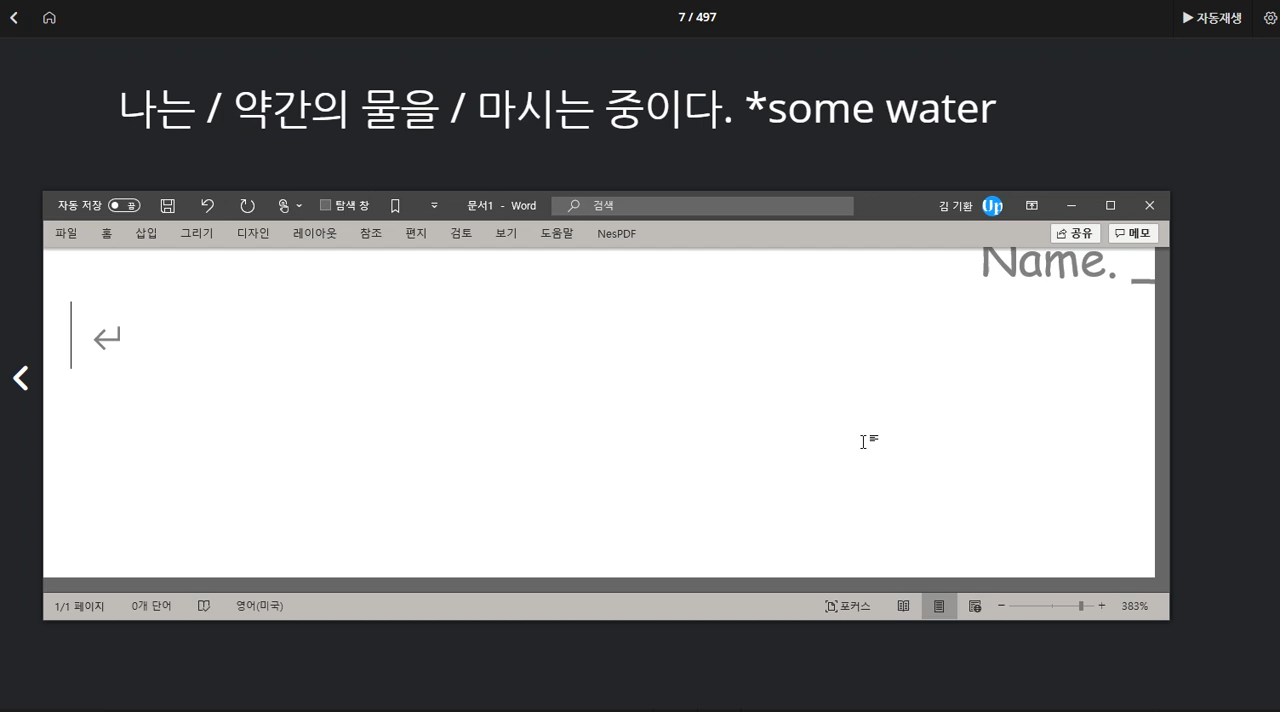 7 / 497
자동재생
나는 / 약간의 물을 / 마시는 중이다. *some water
자동 저장 끔 탐색 창 문서1 - Word 검색 김 기환 Up
파일 홈 삽입 그리기 디자인 레이아웃 참조 편지 검토 보기 도움말 NesPDF 공유 메모
Name. _
1/1 페이지 0개 단어 영어(미국) 포커스 383%